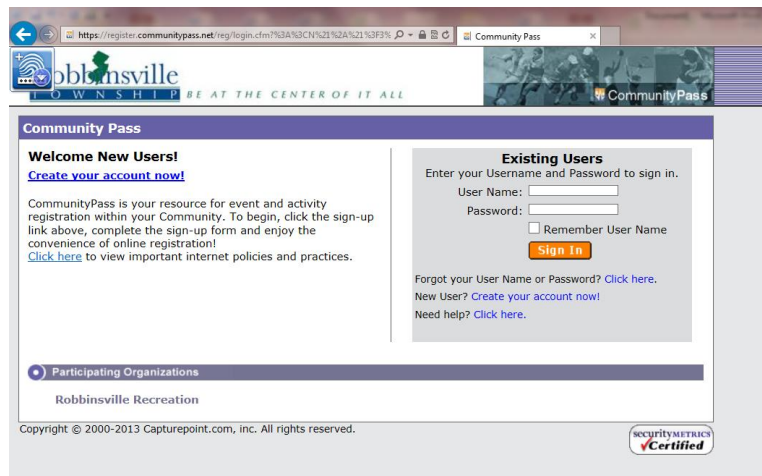 https://register.communitypass.net/reg/login.cfm?%3A%3CN%21%2A%21%3F3%
Community Pass
obbinsville
TOWNSHIP BE AT THE CENTER OF IT ALL
CommunityPass
Community Pass
Welcome New Users!
Create your account now!
CommunityPass is your resource for event and activity
registration within your Community. To begin, click the sign-up
link above, complete the sign-up form and enjoy the
convenience of online registration!
Click here to view important internet policies and practices.
Existing Users
Enter your Username and Password to sign in.
User Name:
Password:
Remember User Name
Sign In
Forgot your User Name or Password? Click here.
New User? Create your account now!
Need help? Click here.
Participating Organizations
Robbinsville Recreation
Copyright © 2000-2013 Capturepoint.com, inc. All rights reserved.
securityMETRICS
Certified